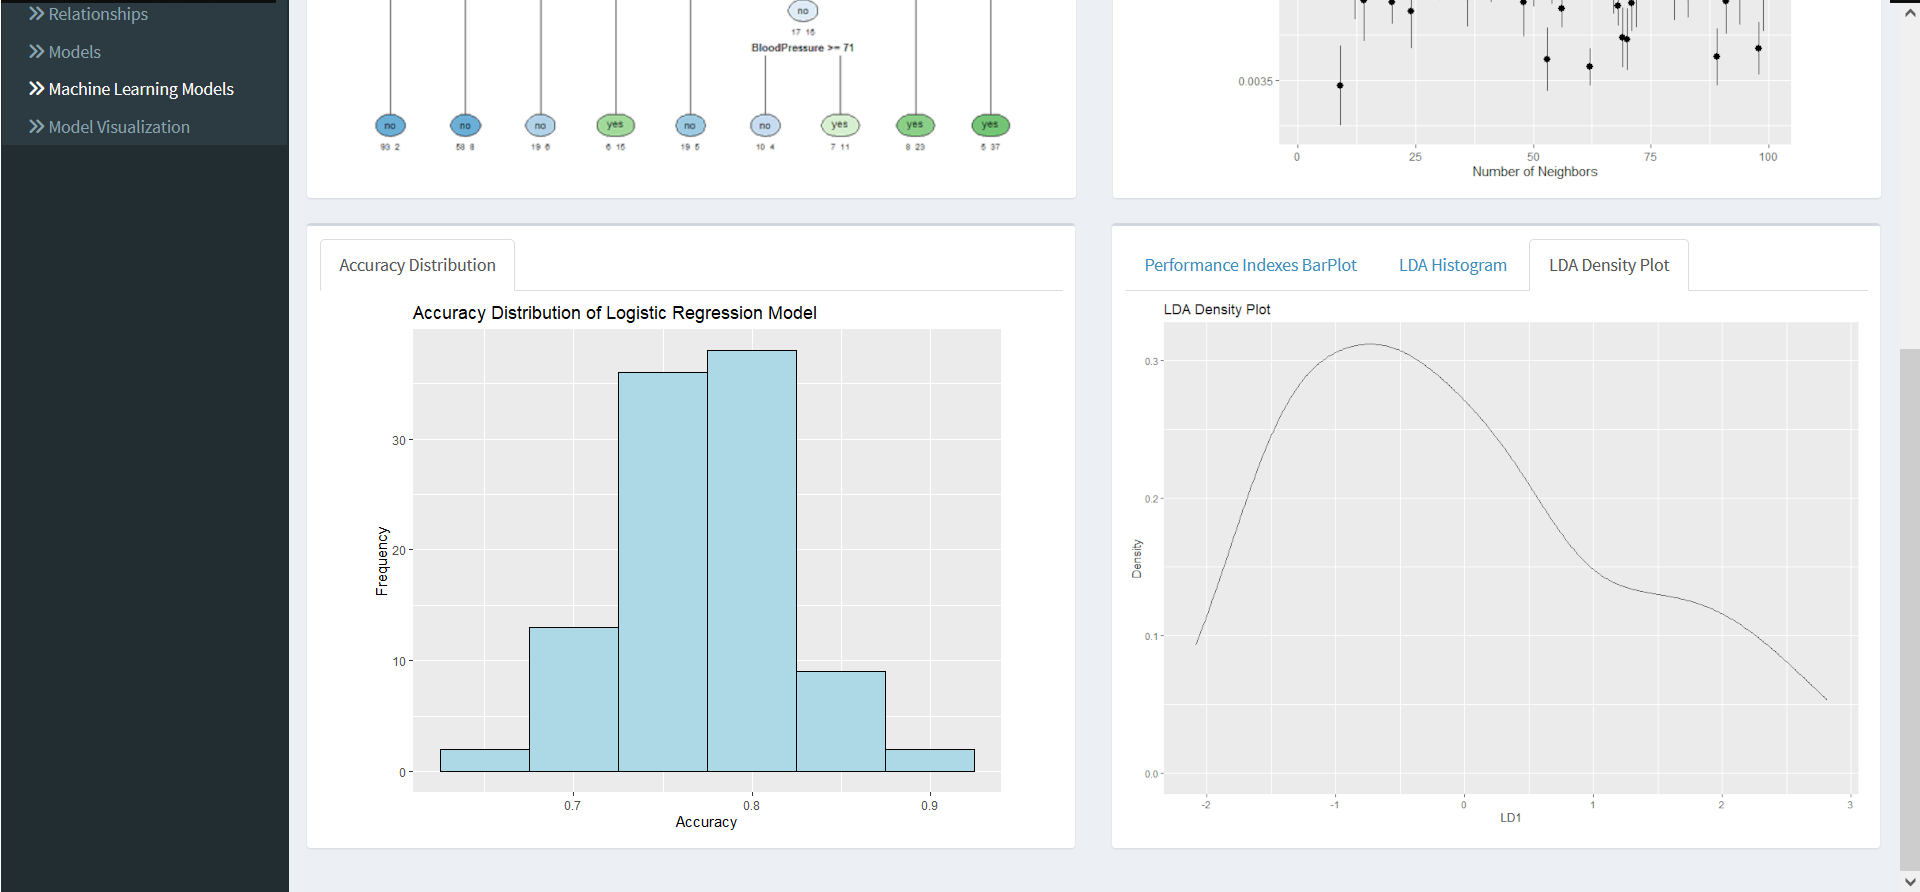 Relationships
Models
Machine Learning Models
Model Visualization
no
17 15
BloodPressure >= 71
no no no yes no no yes yes yes
93 2 58 8 19 6 6 15 19 5 10 4 7 11 8 23 5 37
0.0035
0 25 50 75 100
Number of Neighbors
Accuracy Distribution
Accuracy Distribution of Logistic Regression Model
Frequency
30
20
10
0
0.7 0.8 0.9
Accuracy
Performance Indexes BarPlot LDA Histogram LDA Density Plot
LDA Density Plot
Density
0.3
0.2
0.1
0.0
-2 -1 0 1 2 3
LD1